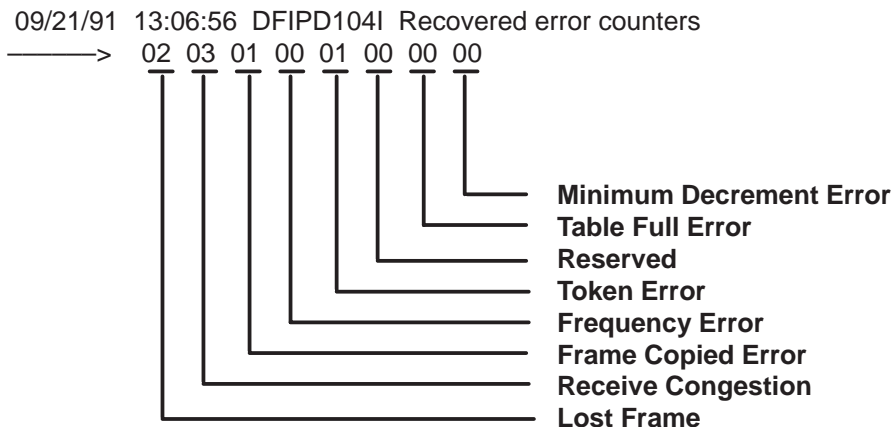 09/21/91 13:06:56 DFIPD104I Recovered error counters
————> 02 03 01 00 01 00 00 00
Minimum Decrement Error
Table Full Error
Reserved
Token Error
Frequency Error
Frame Copied Error
Receive Congestion
Lost Frame